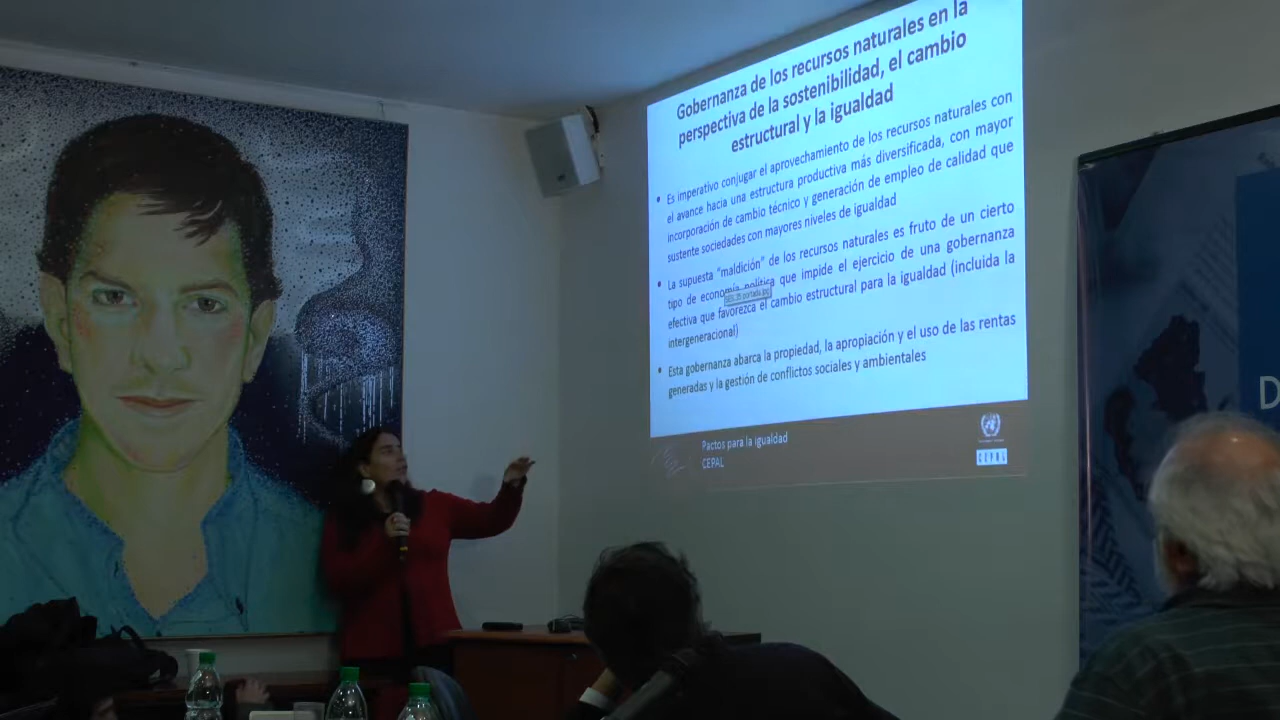 Gobernanza de los recursos naturales en la
perspectiva de la sostenibilidad, el cambio
estructural y la igualdad
• Es imperativo conjugar el aprovechamiento de los recursos naturales con
el avance hacia una estructura productiva más diversificada, con mayor
incorporación de cambio técnico y generación de empleo de calidad que
sustente sociedades con mayores niveles de igualdad
• La supuesta "maldición" de los recursos naturales es fruto de un cierto
tipo de economía política que impide el ejercicio de una gobernanza
efectiva que favorezca el cambio estructural para la igualdad (incluida la
intergeneracional)
• Esta gobernanza abarca la propiedad, la apropiación y el uso de las rentas
generadas y la gestión de conflictos sociales y ambientales
Pactos para la igualdad
CEPAL
CEPAL
D